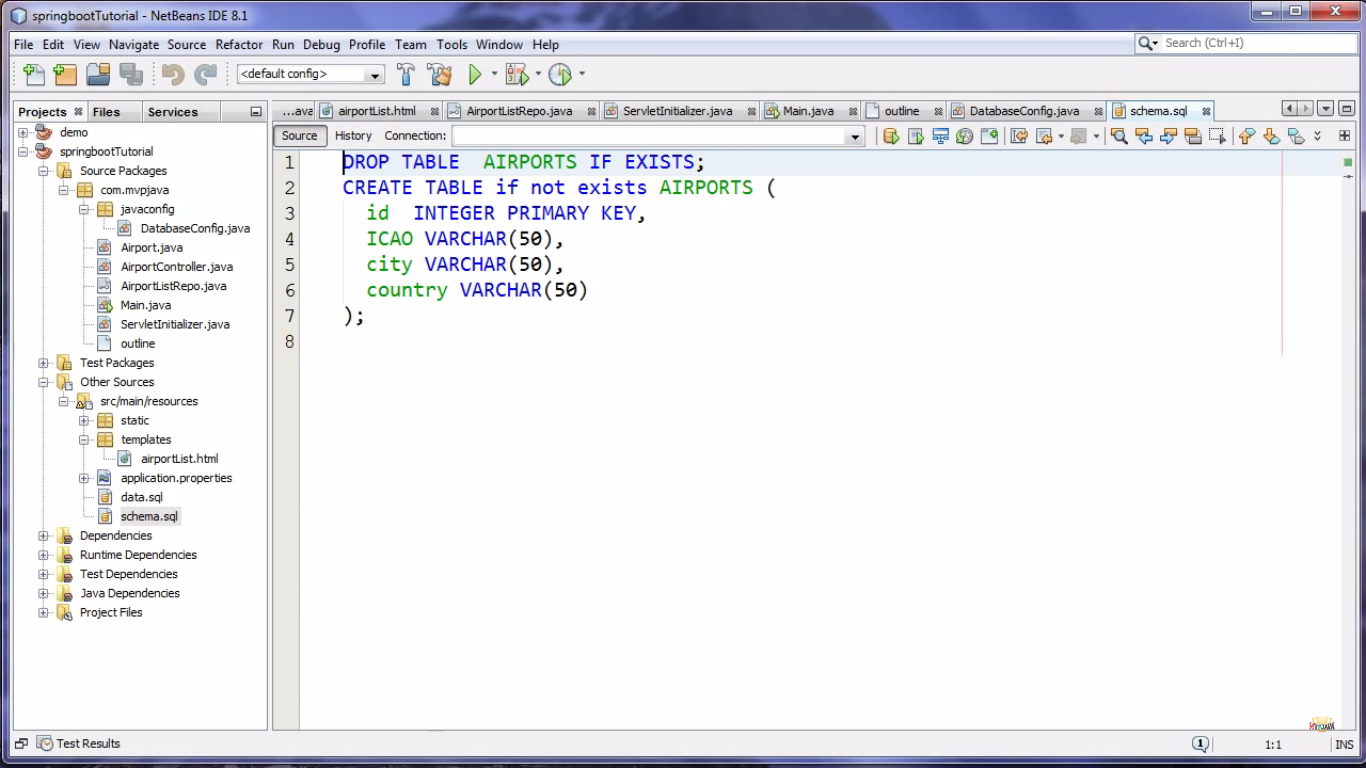 springbootTutorial - NetBeans IDE 8.1
File Edit View Navigate Source Refactor Run Debug Profile Team Tools Window Help
Search (Ctrl+I)
<default config>
Projects Files Services
...ava airportList.html AirportListRepo.java ServletInitializer.java Main.java outline DatabaseConfig.java schema.sql
Source History Connection:
demo
springbootTutorial
Source Packages
com.mvpjava
javaconfig
DatabaseConfig.java
Airport.java
AirportController.java
AirportListRepo.java
Main.java
ServletInitializer.java
outline
Test Packages
Other Sources
src/main/resources
static
templates
airportList.html
application.properties
data.sql
schema.sql
Dependencies
Runtime Dependencies
Test Dependencies
Java Dependencies
Project Files
1 DROP TABLE  AIRPORTS IF EXISTS;
2 CREATE TABLE if not exists AIRPORTS (
3   id  INTEGER PRIMARY KEY,
4   ICAO VARCHAR(50),
5   city VARCHAR(50),
6   country VARCHAR(50)
7 );
8
Test Results
1
1:1
INS